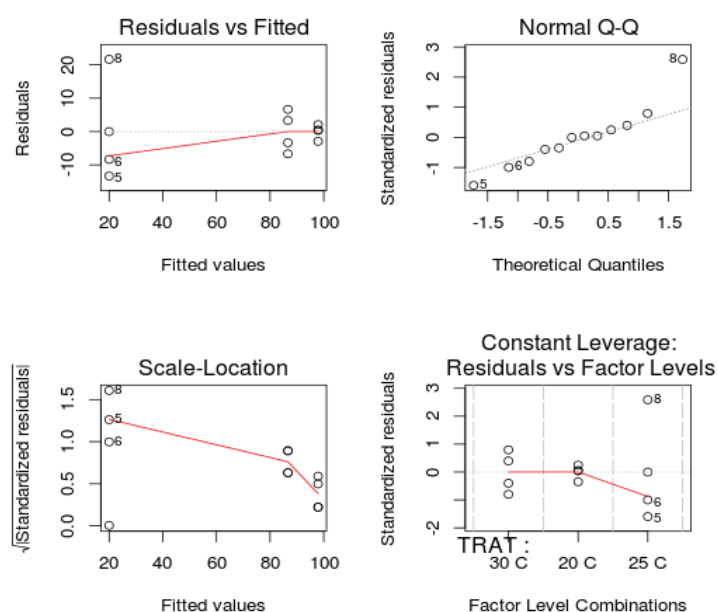 Residuals vs Fitted
Residuals
20
10
0
-10
8
6
5
20 40 60 80 100
Fitted values
Normal Q-Q
Standardized residuals
3
2
1
-1
8
6
5
-1.5 -0.5 0.5 1.5
Theoretical Quantiles
Scale-Location
√|Standardized residuals|
1.5
1.0
0.5
0.0
8
5
6
20 40 60 80 100
Fitted values
Constant Leverage:
Residuals vs Factor Levels
Standardized residuals
3
2
0
-2
8
6
5
TRAT :
30 C 20 C 25 C
Factor Level Combinations